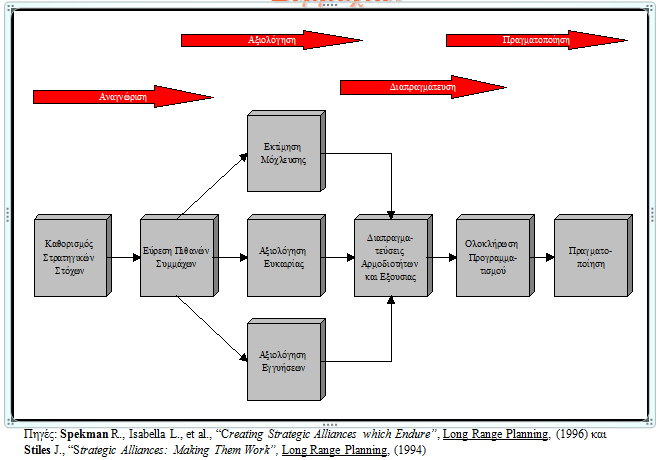 Αξιολόγηση
Πραγματοποίηση
Αναγνώριση
Διαπραγμάτευση
Εκτίμηση
Μόχλευσης
Καθορισμός
Στρατηγικών
Στόχων
Εύρεση Πιθανών
Συμμάχων
Αξιολόγηση
Ευκαιρίας
Διαπραγμα-
τεύσεις
Αρμοδιοτήτων
και Εξουσιας
Ολοκλήρωση
Προγραμμα-
τισμού
Πραγματο-
ποίηση
Αξιολόγηση
Εγγυήσεων
Πηγές: Spekman R., Isabella L., et al., “Creating Strategic Alliances which Endure”, Long Range Planning, (1996) και
Stiles J., “Strategic Alliances: Making Them Work”, Long Range Planning, (1994)